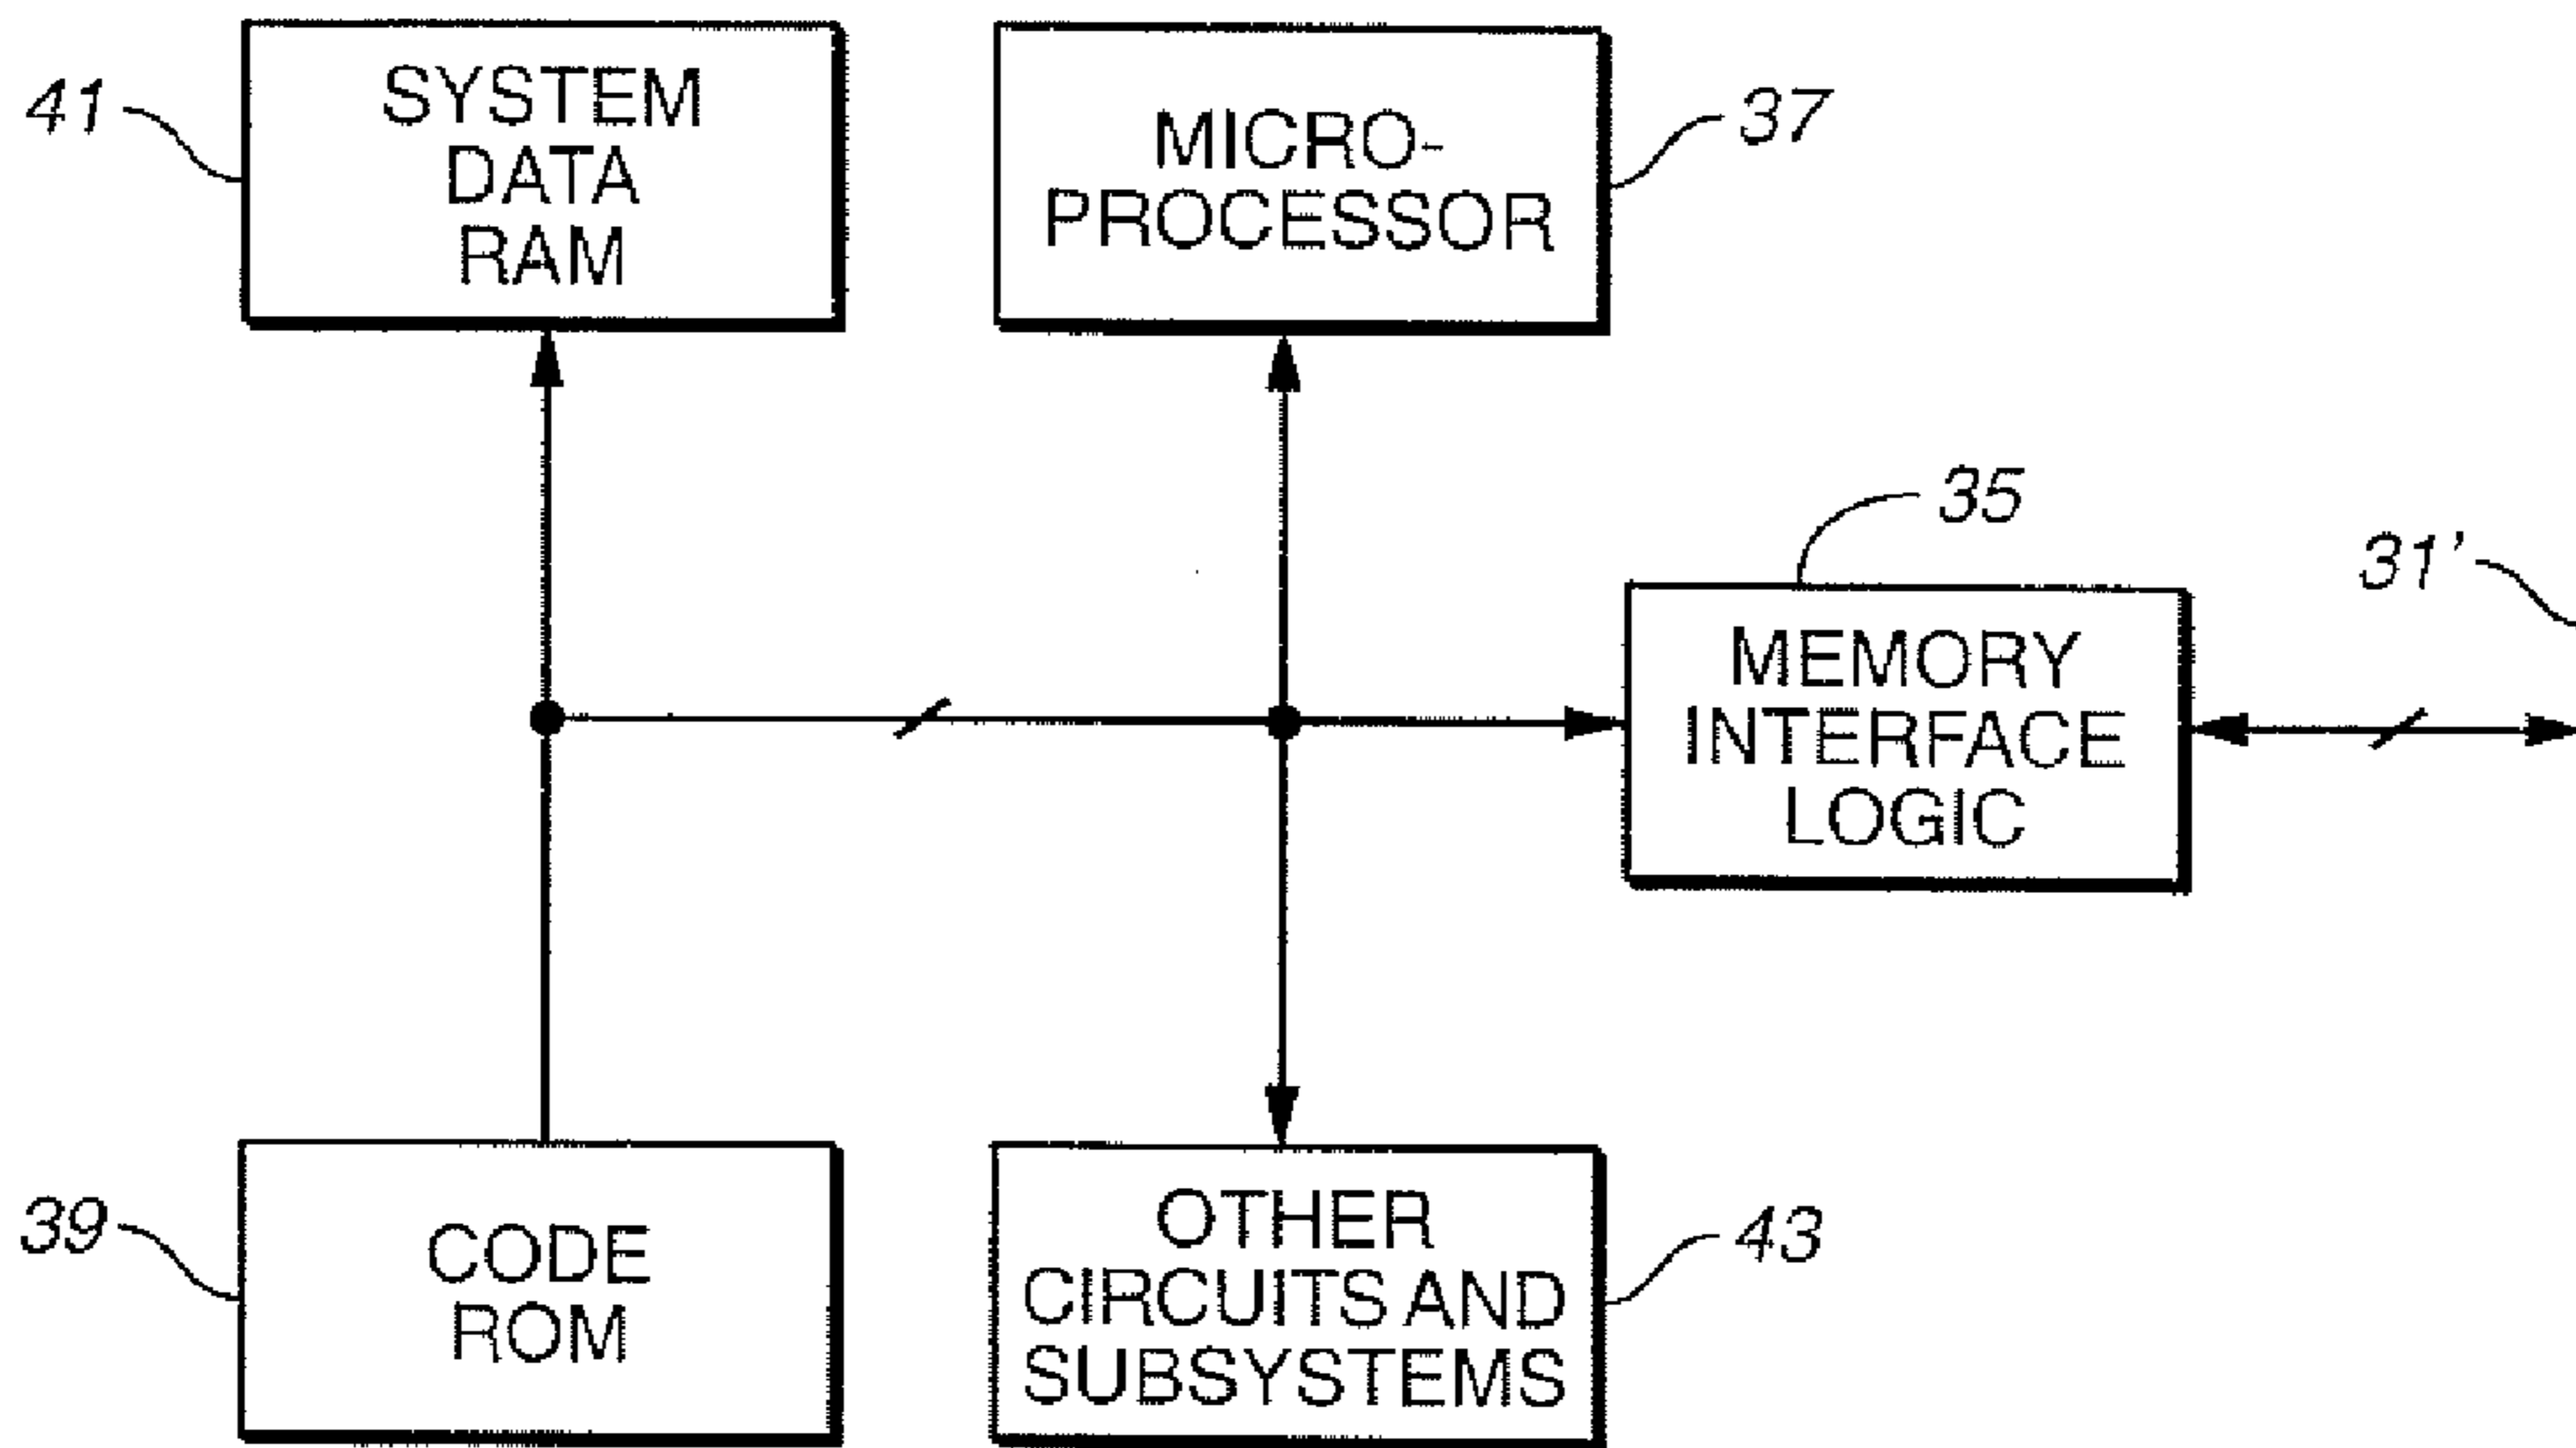 41
SYSTEM
DATA
RAM
MICRO-
PROCESSOR
37
35
31’
MEMORY
INTERFACE
LOGIC
39
CODE
ROM
OTHER
CIRCUITS AND
SUBSYSTEMS
43